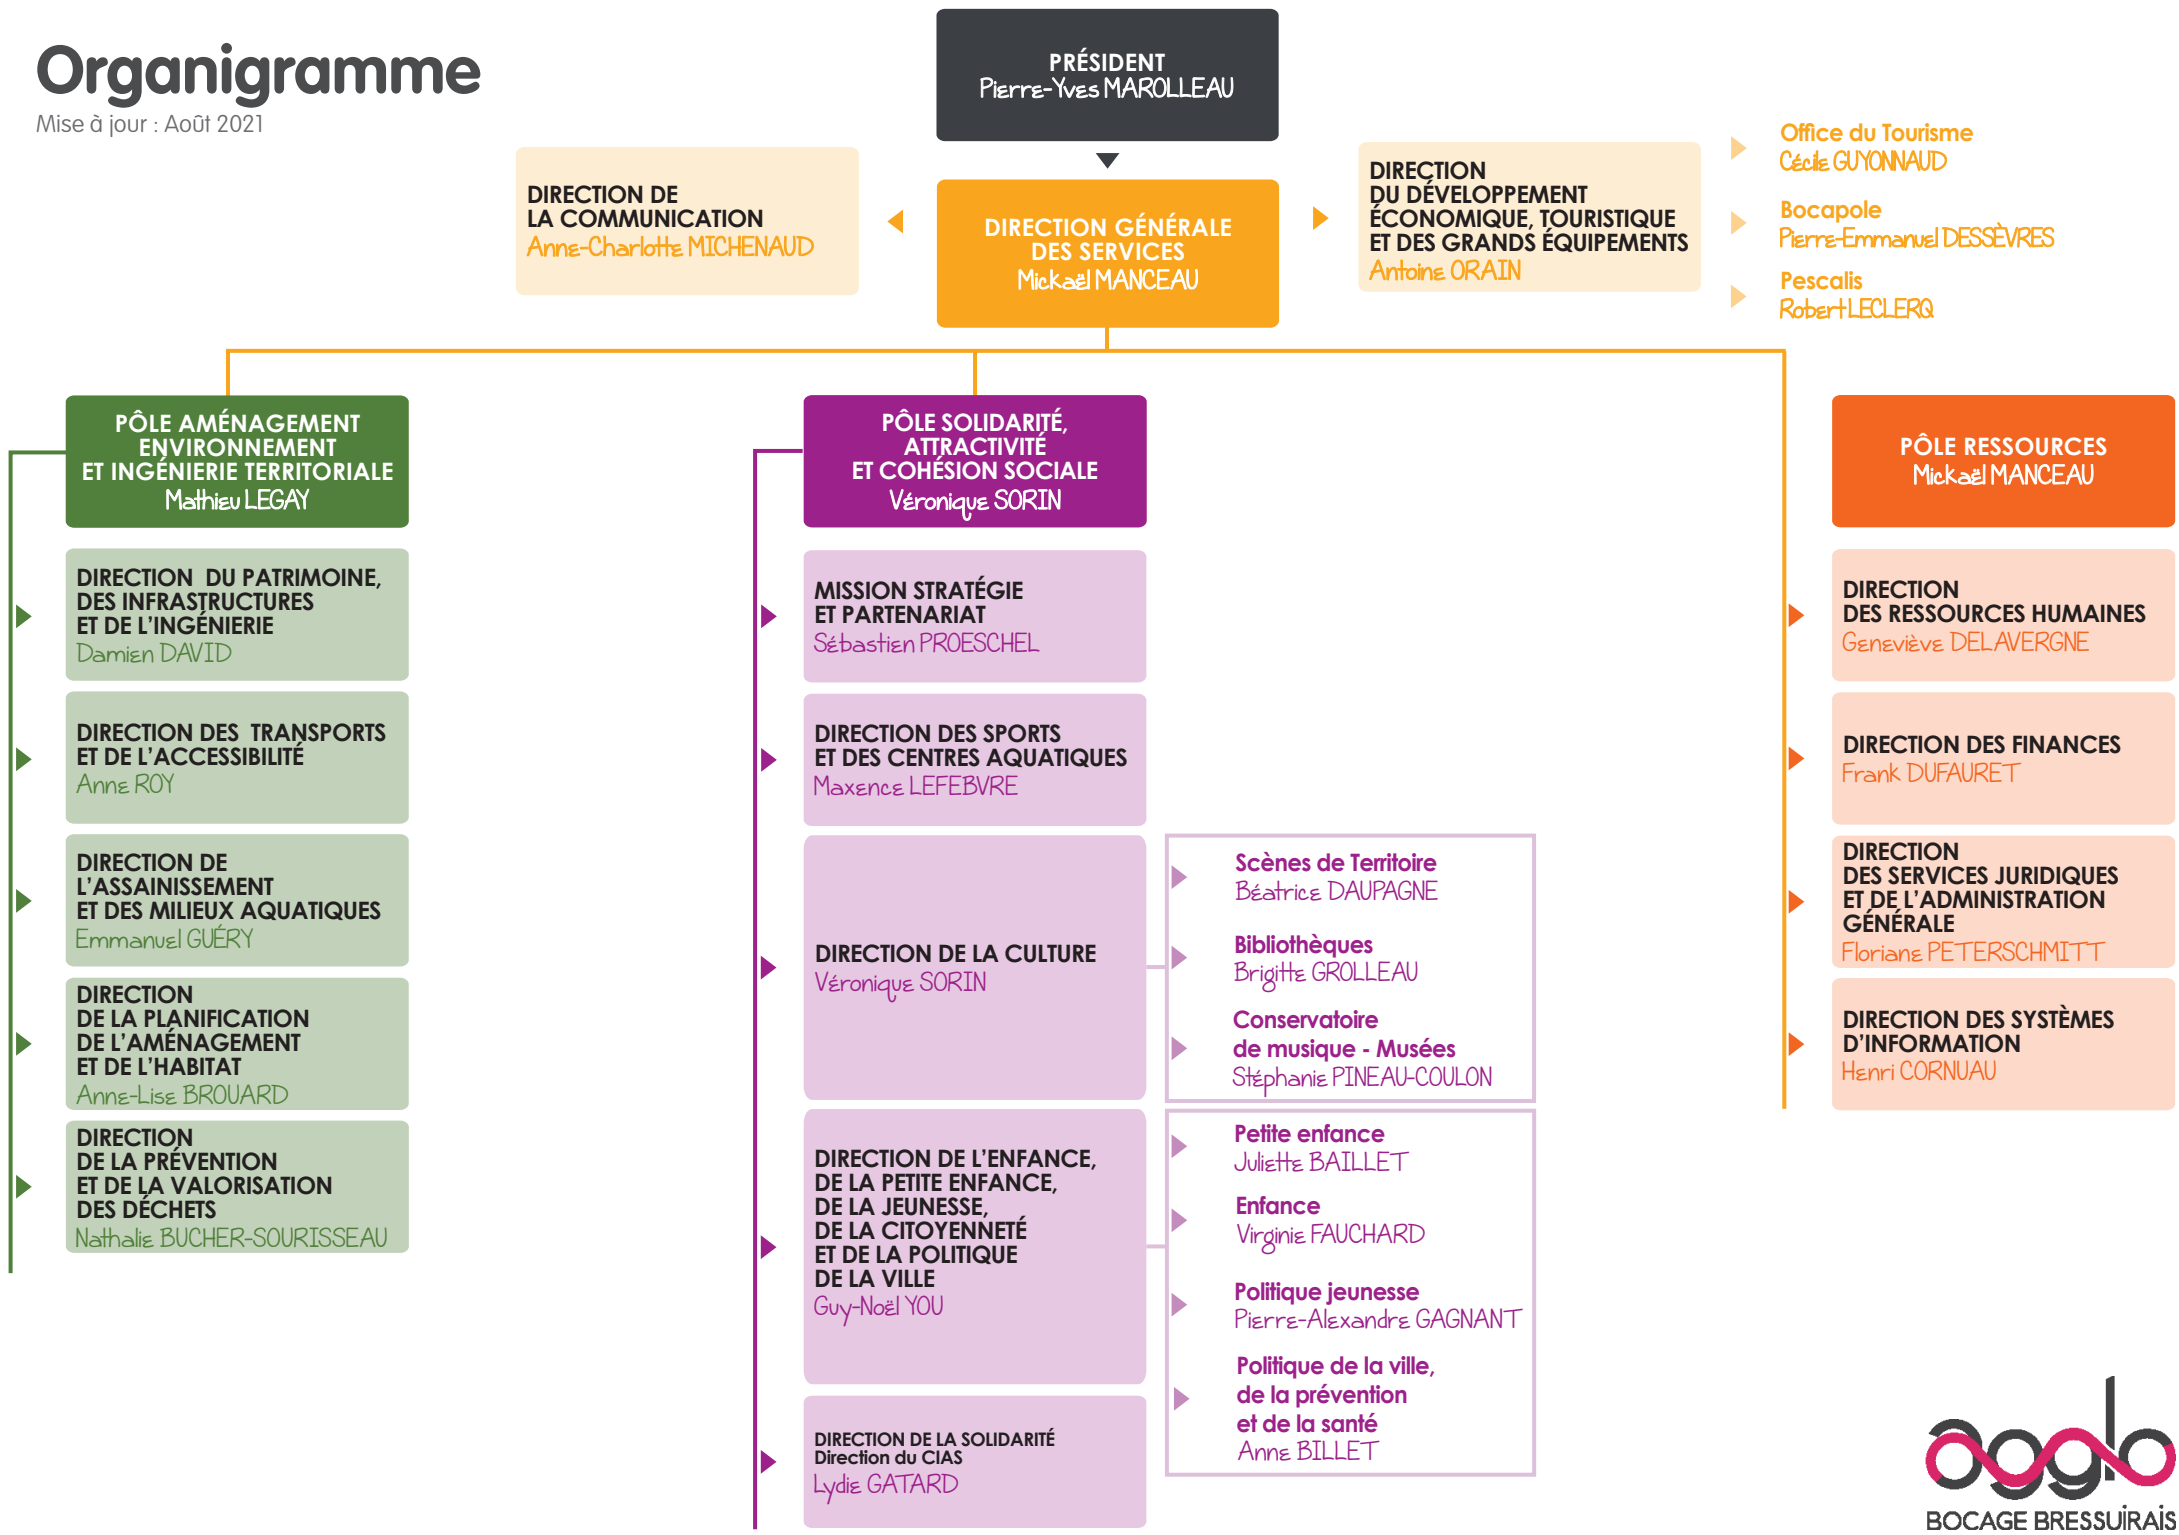 Organigramme
Mise à jour : Août 2021
PRÉSIDENT
Pierre-Yves MAROLLEAU
DIRECTION DE
LA COMMUNICATION
Anne-Charlotte MICHENAUD
DIRECTION GÉNÉRALE
DES SERVICES
Mickaël MANCEAU
DIRECTION
DU DÉVELOPPEMENT
ÉCONOMIQUE, TOURISTIQUE
ET DES GRANDS ÉQUIPEMENTS
Antoine ORAIN
Office du Tourisme
Cécile GUYONNAUD
Bocapole
Pierre-Emmanuel DESSÈVRES
Pescalis
Robert LECLERQ
PÔLE AMÉNAGEMENT
ENVIRONNEMENT
ET INGÉNIERIE TERRITORIALE
Mathieu LEGAY
DIRECTION DU PATRIMOINE,
DES INFRASTRUCTURES
ET DE L'INGÉNIERIE
Damien DAVID
DIRECTION DES TRANSPORTS
ET DE L'ACCESSIBILITÉ
Anne ROY
DIRECTION DE
L'ASSAINISSEMENT
ET DES MILIEUX AQUATIQUES
Emmanuel GUÉRY
DIRECTION
DE LA PLANIFICATION
DE L'AMÉNAGEMENT
ET DE L'HABITAT
Anne-Lise BROUARD
DIRECTION
DE LA PRÉVENTION
ET DE LA VALORISATION
DES DÉCHETS
Nathalie BUCHER-SOURISSEAU
PÔLE SOLIDARITÉ,
ATTRACTIVITÉ
ET COHÉSION SOCIALE
Véronique SORIN
MISSION STRATÉGIE
ET PARTENARIAT
Sébastien PROESCHEL
DIRECTION DES SPORTS
ET DES CENTRES AQUATIQUES
Maxence LEFEBVRE
DIRECTION DE LA CULTURE
Véronique SORIN
Scènes de Territoire
Béatrice DAUPAGNE
Bibliothèques
Brigitte GROLLEAU
Conservatoire
de musique - Musées
Stéphanie PINEAU-COULON
DIRECTION DE L'ENFANCE,
DE LA PETITE ENFANCE,
DE LA JEUNESSE,
DE LA CITOYENNETÉ
ET DE LA POLITIQUE
DE LA VILLE
Guy-Noël YOU
Petite enfance
Juliette BAILLET
Enfance
Virginie FAUCHARD
Politique jeunesse
Pierre-Alexandre GAGNANT
Politique de la ville,
de la prévention
et de la santé
Anne BILLET
DIRECTION DE LA SOLIDARITÉ
Direction du CIAS
Lydie GATARD
PÔLE RESSOURCES
Mickaël MANCEAU
DIRECTION
DES RESSOURCES HUMAINES
Geneviève DELAVERGNE
DIRECTION DES FINANCES
Frank DUFAURET
DIRECTION
DES SERVICES JURIDIQUES
ET DE L'ADMINISTRATION
GÉNÉRALE
Floriane PETERSCHMITT
DIRECTION DES SYSTÈMES
D'INFORMATION
Henri CORNUAU
agglo
BOCAGE BRESSUIRAIS